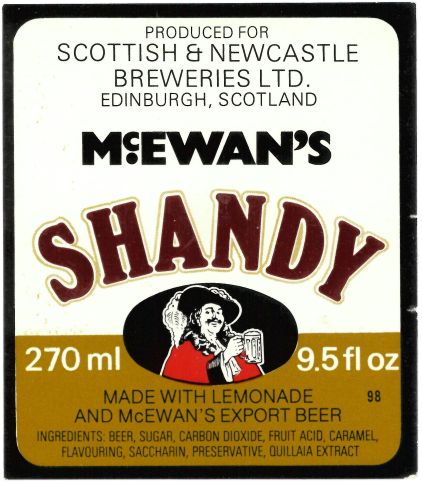 PRODUCED FOR
SCOTTISH & NEWCASTLE
BREWERIES LTD.
EDINBURGH, SCOTLAND
McEWAN'S
SHANDY
270 ml 9.5 fl oz
MADE WITH LEMONADE 98
AND McEWAN'S EXPORT BEER
INGREDIENTS: BEER, SUGAR, CARBON DIOXIDE, FRUIT ACID, CARAMEL,
FLAVOURING, SACCHARIN, PRESERVATIVE, QUILLAIA EXTRACT